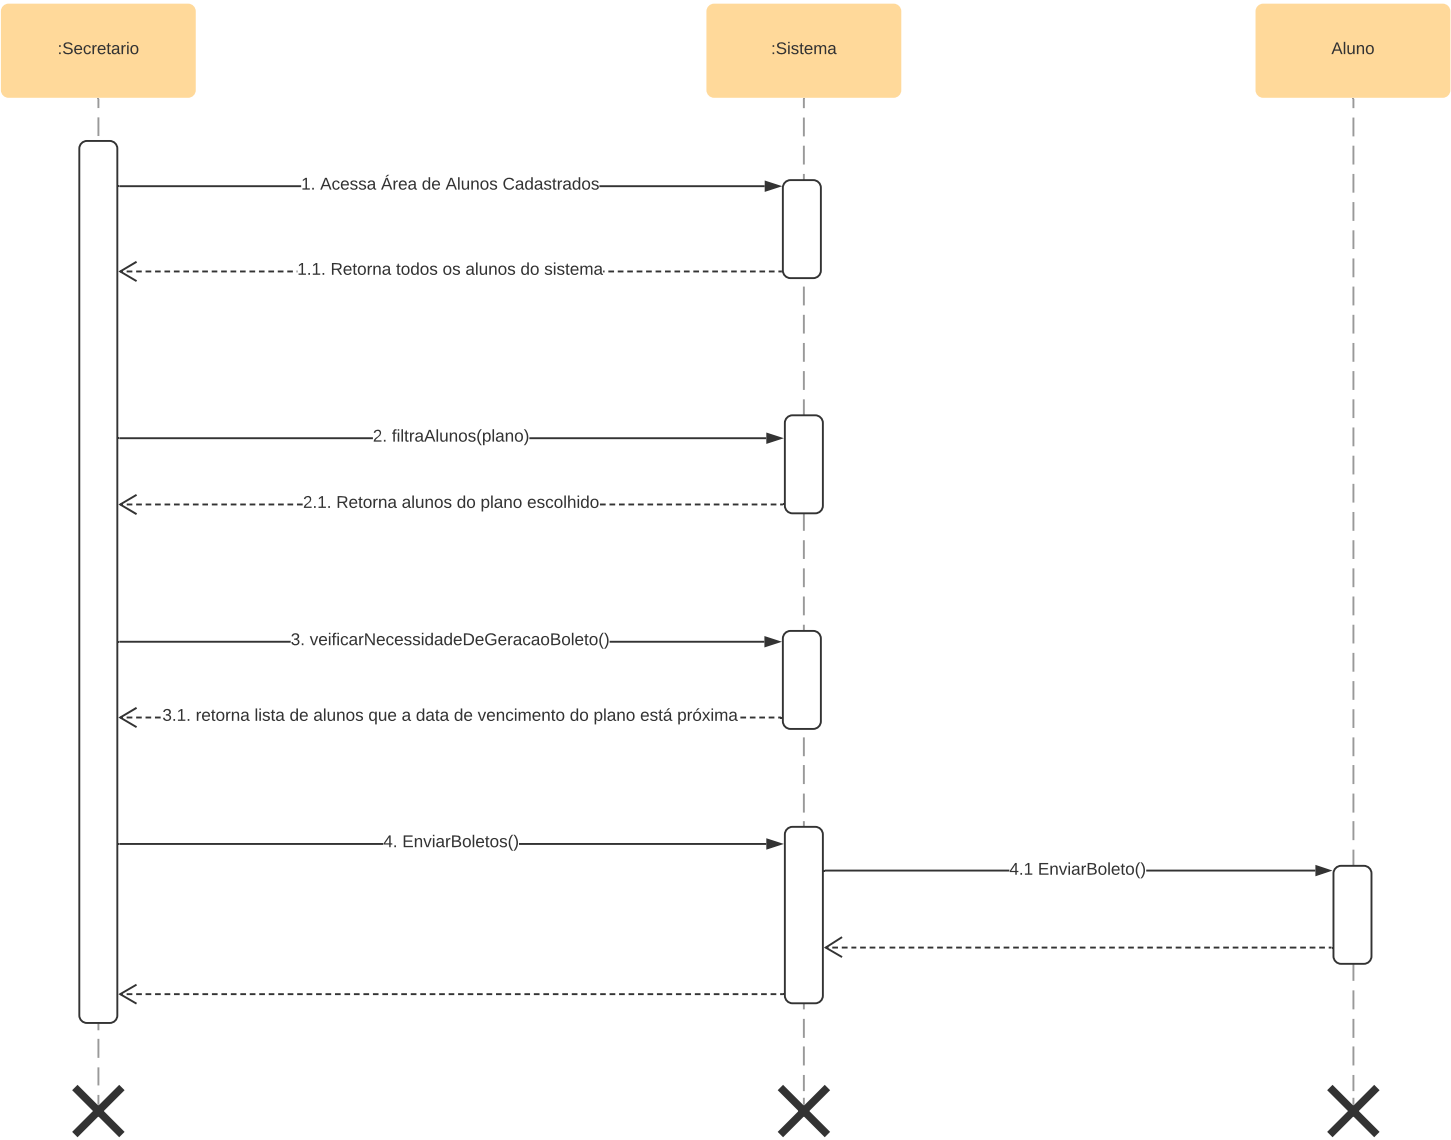 :Secretario
:Sistema
Aluno
1. Acessa Área de Alunos Cadastrados
1.1. Retorna todos os alunos do sistema
2. filtraAlunos(plano)
2.1. Retorna alunos do plano escolhido
3. veificarNecessidadeDeGeracaoBoleto()
3.1. retorna lista de alunos que a data de vencimento do plano está próxima
4. EnviarBoletos()
4.1 EnviarBoleto()